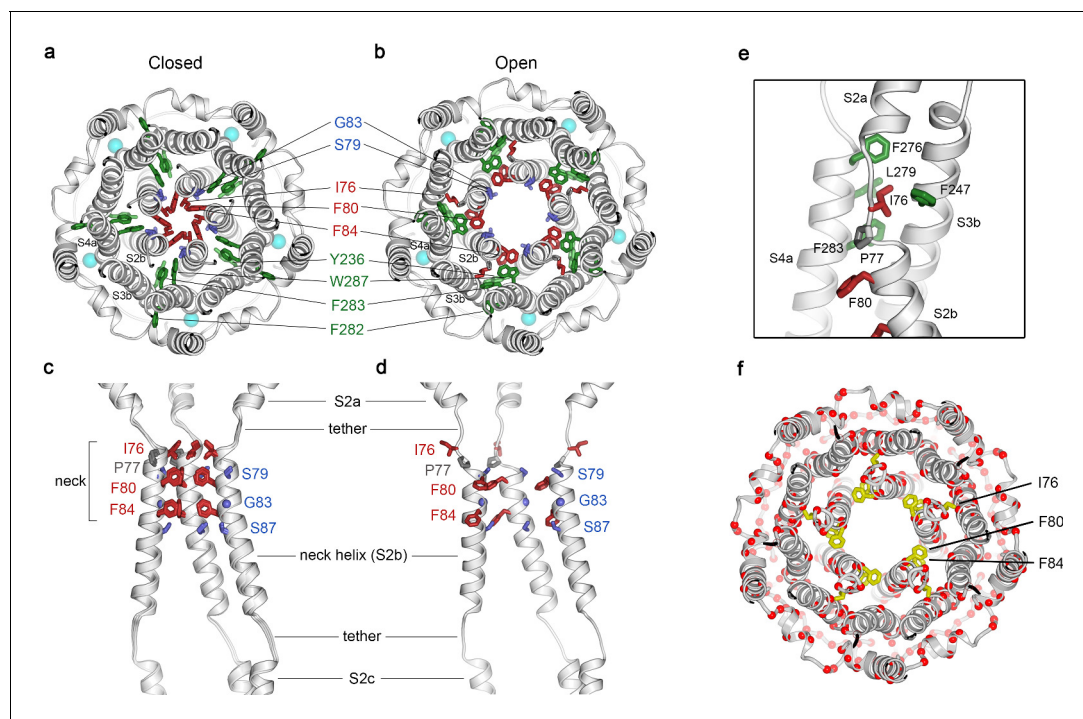 a
Closed
b
Open
G83
S79
I76
F80
F84
Y236
W287
F283
F282
S4a
S2b
S3b
S4a
S2b
S3b
e
S2a
F276
L279
I76
F247
S3b
F283
P77
S4a
F80
S2b
c
d
S2a
tether
neck
I76
P77
F80
F84
S79
G83
S87
I76
P77
F80
F84
S79
G83
S87
neck helix (S2b)
tether
S2c
f
I76
F80
F84